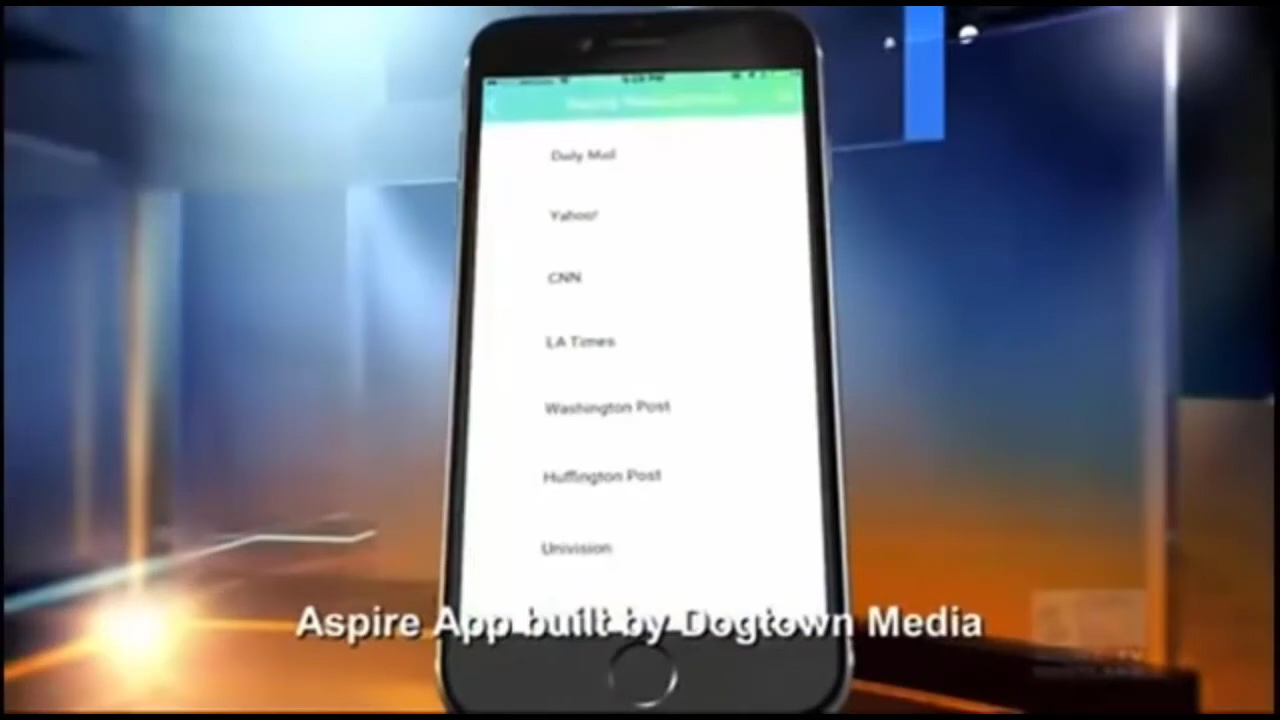 Daily Mail
Yahoo!
CNN
LA Times
Washington Post
Huffington Post
Univision
Aspire App built by Dogtown Media